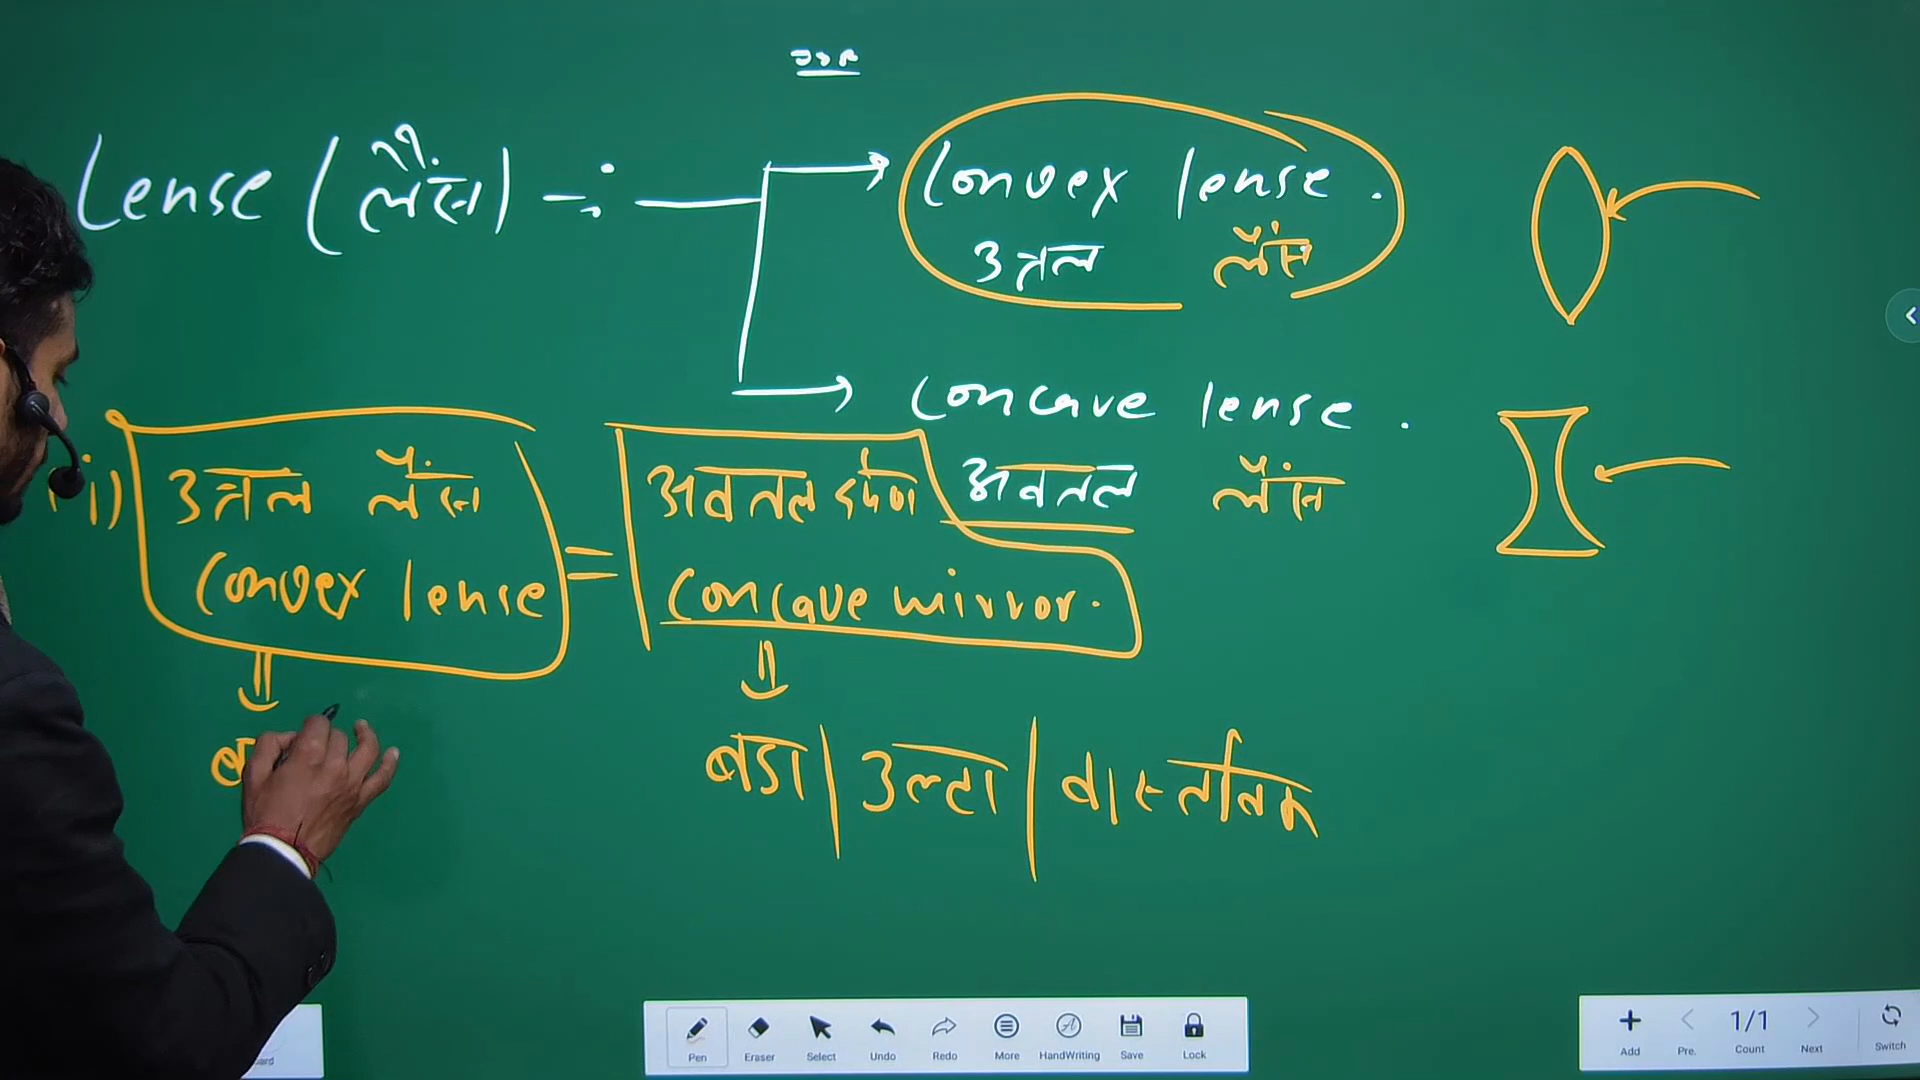 Lense (लैंस) -:
Convex lense.
उत्तल लैंस
Concave lense.
अवतल लैंस
i) उत्तल लैंस = अवतल दर्पण
Convex lense concave mirror.
बडा | उल्टा | वास्तविक
Pen Eraser Select Undo Redo More HandWriting Save Lock
1/1
Add Pre. Count Next Switch